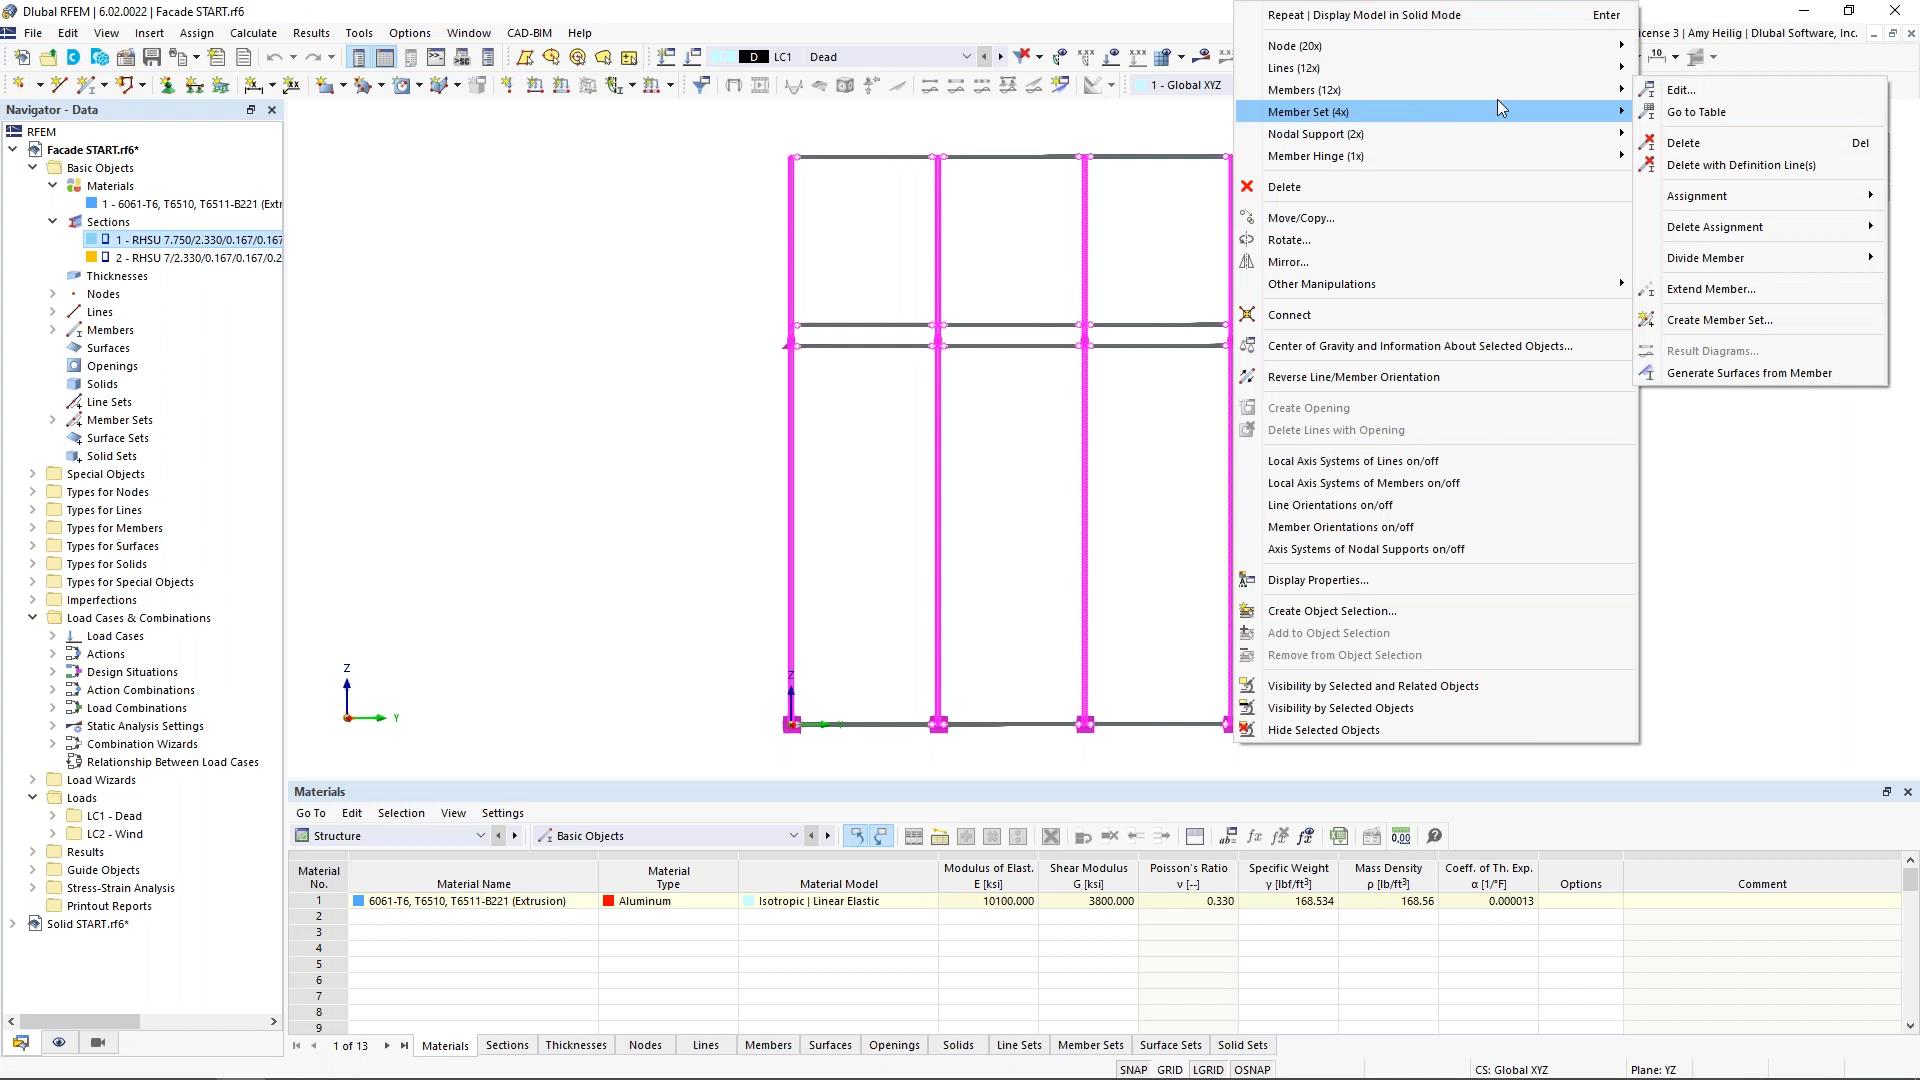 Dlubal RFEM | 6.02.0022 | Facade START.rf6
File Edit View Insert Assign Calculate Results Tools Options Window CAD-BIM Help
icense 3 | Amy Heilig | Dlubal Software, Inc.
D LC1 Dead
1 - Global XYZ
10
Navigator - Data
RFEM
Facade START.rf6*
Basic Objects
Materials
1 - 6061-T6, T6510, T6511-B221 (Extr
Sections
1 - RHSU 7.750/2.330/0.167/0.167
2 - RHSU 7/2.330/0.167/0.167/0.2
Thicknesses
Nodes
Lines
Members
Surfaces
Openings
Solids
Line Sets
Member Sets
Surface Sets
Solid Sets
Special Objects
Types for Nodes
Types for Lines
Types for Members
Types for Surfaces
Types for Solids
Types for Special Objects
Imperfections
Load Cases & Combinations
Load Cases
Actions
Design Situations
Action Combinations
Load Combinations
Static Analysis Settings
Combination Wizards
Relationship Between Load Cases
Load Wizards
Loads
LC1 - Dead
LC2 - Wind
Results
Guide Objects
Stress-Strain Analysis
Printout Reports
Solid START.rf6*
Z
Y
Z
Repeat | Display Model in Solid Mode Enter
Node (20x)
Lines (12x)
Members (12x)
Member Set (4x)
Nodal Support (2x)
Member Hinge (1x)
Delete
Move/Copy...
Rotate...
Mirror...
Other Manipulations
Connect
Center of Gravity and Information About Selected Objects...
Reverse Line/Member Orientation
Create Opening
Delete Lines with Opening
Local Axis Systems of Lines on/off
Local Axis Systems of Members on/off
Line Orientations on/off
Member Orientations on/off
Axis Systems of Nodal Supports on/off
Display Properties...
Create Object Selection...
Add to Object Selection
Remove from Object Selection
Visibility by Selected and Related Objects
Visibility by Selected Objects
Hide Selected Objects
Edit...
Go to Table
Delete Del
Delete with Definition Line(s)
Assignment
Delete Assignment
Divide Member
Extend Member...
Create Member Set...
Result Diagrams...
Generate Surfaces from Member
Materials
Go To Edit Selection View Settings
Structure Basic Objects
Material Material Modulus of Elast. Shear Modulus Poisson's Ratio Specific Weight Mass Density Coeff. of Th. Exp.
No. Material Name Type Material Model E [ksi] G [ksi] ν [--] γ [lbf/ft³] ρ [lb/ft³] α [1/°F] Options Comment
1 6061-T6, T6510, T6511-B221 (Extrusion) Aluminum Isotropic | Linear Elastic 10100.000 3800.000 0.330 168.534 168.56 0.000013
2
3
4
5
6
7
8
9
1 of 13 Materials Sections Thicknesses Nodes Lines Members Surfaces Openings Solids Line Sets Member Sets Surface Sets Solid Sets
SNAP GRID LGRID OSNAP CS: Global XYZ Plane: YZ